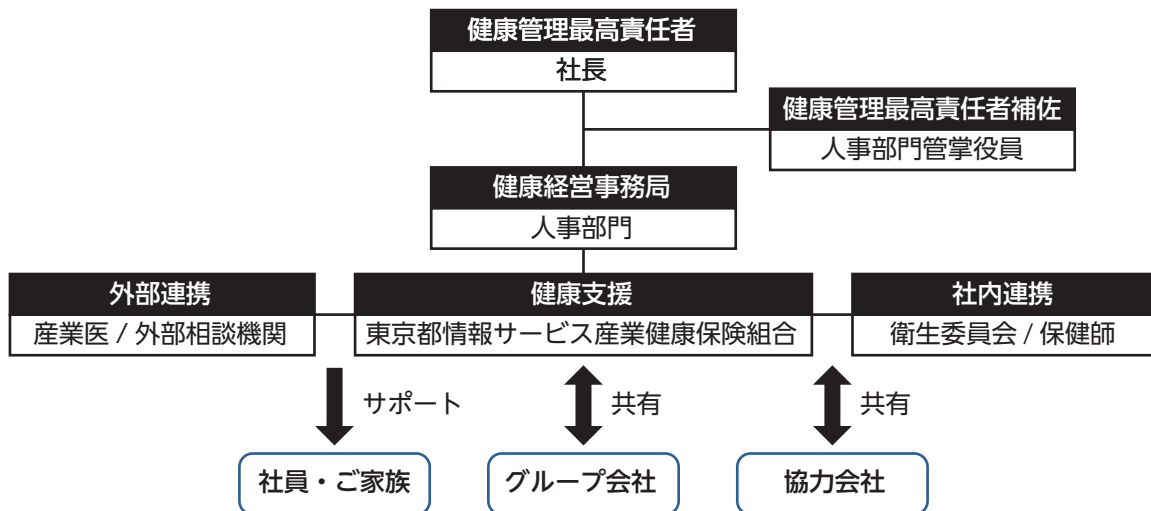 健康管理最高責任者
社長
健康管理最高責任者補佐
人事部門管掌役員
健康経営事務局
人事部門
外部連携
産業医 / 外部相談機関
健康支援
東京都情報サービス産業健康保険組合
社内連携
衛生委員会 / 保健師
サポート
共有
共有
社員・ご家族
グループ会社
協力会社